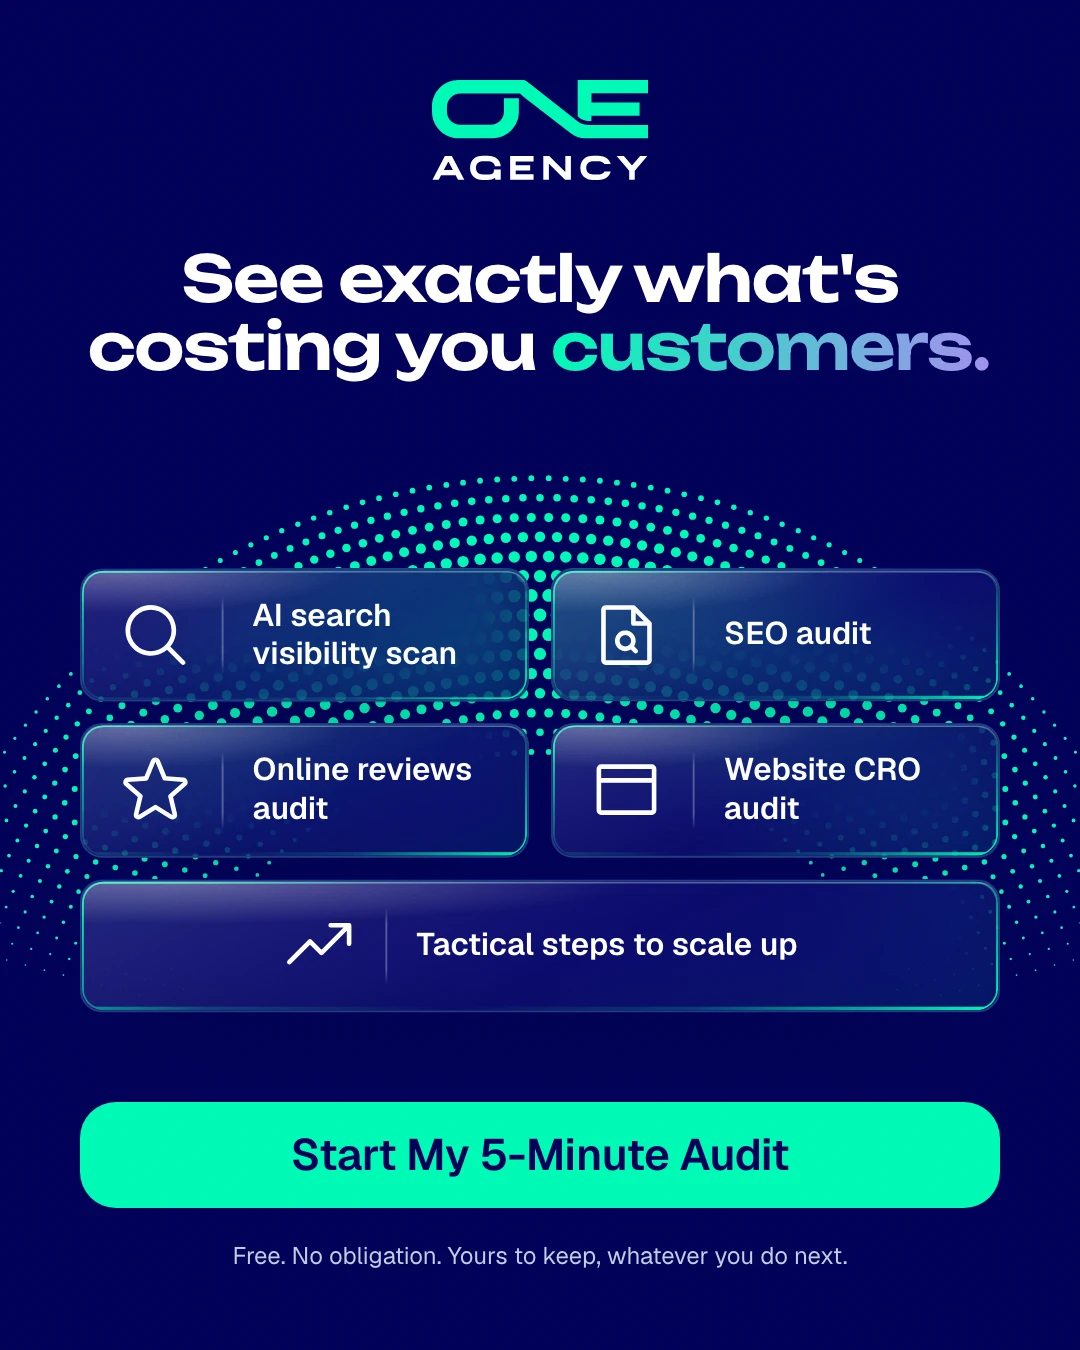 ONE
AGENCY
See exactly what's
costing you customers.
AI search
visibility scan
SEO audit
Online reviews
audit
Website CRO
audit
Tactical steps to scale up
Start My 5-Minute Audit
Free. No obligation. Yours to keep, whatever you do next.